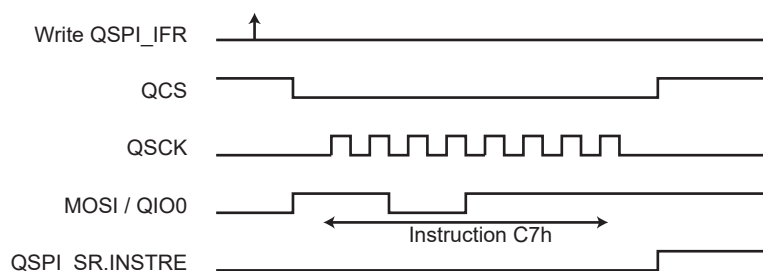 Write QSPI_IFR
QCS
QSCK
MOSI / QIO0
Instruction C7h
QSPI_SR.INSTRE